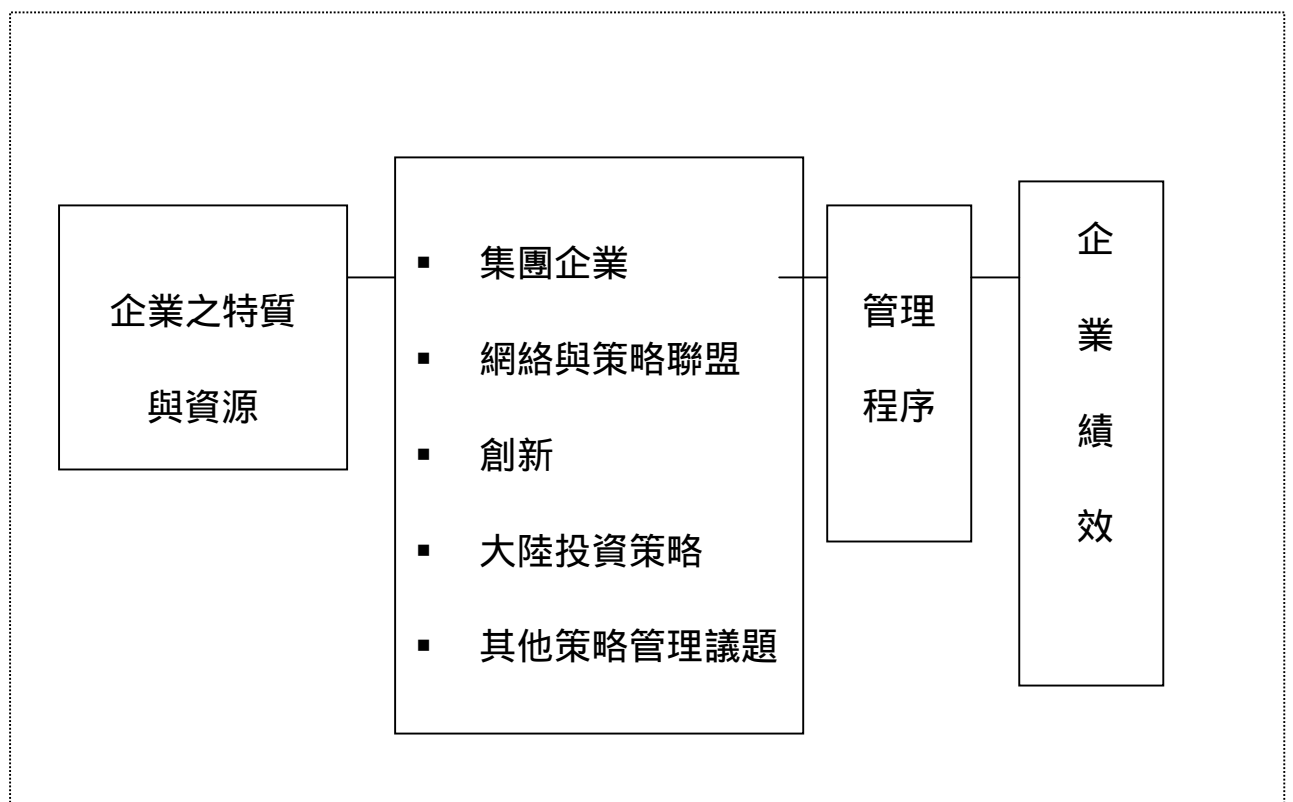 企業之特質
與資源
▪ 集團企業
▪ 網絡與策略聯盟
▪ 創新
▪ 大陸投資策略
▪ 其他策略管理議題
管理
程序
企
業
績
效